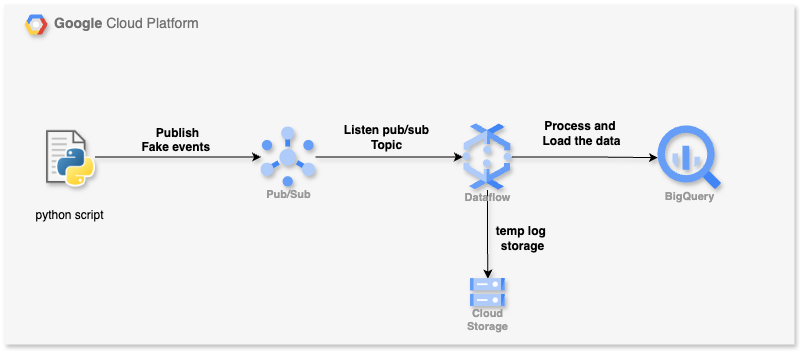 Google Cloud Platform
Publish
Fake events
Listen pub/sub
Topic
Process and
Load the data
python script
Pub/Sub
Dataflow
BigQuery
temp log
storage
Cloud
Storage